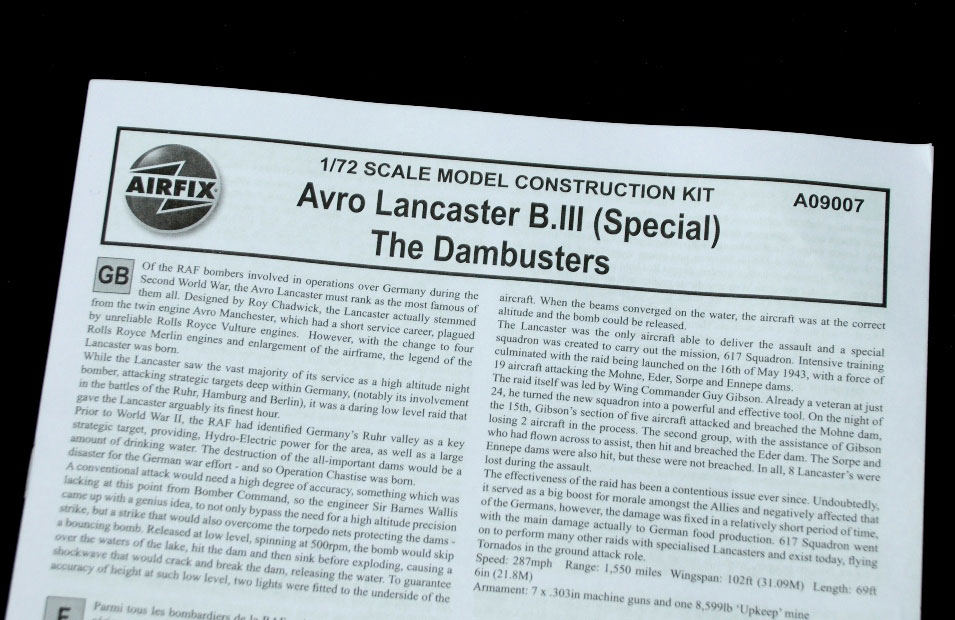 AIRFIX
1/72 SCALE MODEL CONSTRUCTION KIT
A09007
Avro Lancaster B.III (Special)
The Dambusters
GB
Of the RAF bombers involved in operations over Germany during the
Second World War, the Avro Lancaster must rank as the most famous of
them all. Designed by Roy Chadwick, the Lancaster actually stemmed
from the twin engine Avro Manchester, which had a short service career, plagued
by unreliable Rolls Royce Vulture engines. However, with the change to four
Rolls Royce Merlin engines and enlargement of the airframe, the legend of the
Lancaster was born.
While the Lancaster saw the vast majority of its service as a high altitude night
bomber, attacking strategic targets deep within Germany, (notably its involvement
in the battles of the Ruhr, Hamburg and Berlin), it was a daring low level raid that
gave the Lancaster arguably its finest hour.
Prior to World War II, the RAF had identified Germany's Ruhr valley as a key
strategic target, providing, Hydro-Electric power for the area, as well as a large
amount of drinking water. The destruction of the all-important dams would be a
disaster for the German war effort - and so Operation Chastise was born.
A conventional attack would need a high degree of accuracy, something which was
lacking at this point from Bomber Command, so the engineer Sir Barnes Wallis
came up with a genius idea, to not only bypass the need for a high altitude precision
strike, but a strike that would also overcome the torpedo nets protecting the dams -
a bouncing bomb. Released at low level, spinning at 500rpm, the bomb would skip
over the waters of the lake, hit the dam and then sink before exploding, causing a
shockwave that would crack and break the dam, releasing the water. To guarantee
accuracy of height at such low level, two lights were fitted to the underside of the
aircraft. When the beams converged on the water, the aircraft was at the correct
altitude and the bomb could be released.
The Lancaster was the only aircraft able to deliver the assault and a special
squadron was created to carry out the mission, 617 Squadron. Intensive training
culminated with the raid being launched on the 16th of May 1943, with a force of
19 aircraft attacking the Mohne, Eder, Sorpe and Ennepe dams.
The raid itself was led by Wing Commander Guy Gibson. Already a veteran at just
24, he turned the new squadron into a powerful and effective tool. On the night of
the 15th, Gibson's section of five aircraft attacked and breached the Mohne dam,
losing 2 aircraft in the process. The second group, with the assistance of Gibson
who had flown across to assist, then hit and breached the Eder dam. The Sorpe and
Ennepe dams were also hit, but these were not breached. In all, 8 Lancaster's were
lost during the assault.
The effectiveness of the raid has been a contentious issue ever since. Undoubtedly,
it served as a big boost for morale amongst the Allies and negatively affected that
of the Germans, however, the damage was fixed in a relatively short period of time,
with the main damage actually to German food production. 617 Squadron went
on to perform many other raids with specialised Lancasters and exist today, flying
Tornados in the ground attack role.
Speed: 287mph Range: 1,550 miles Wingspan: 102ft (31.09M) Length: 69ft
6in (21.8M)
Armament: 7 x .303in machine guns and one 8,599lb 'Upkeep' mine
F
Parmi tous les bombardiers de la RAF